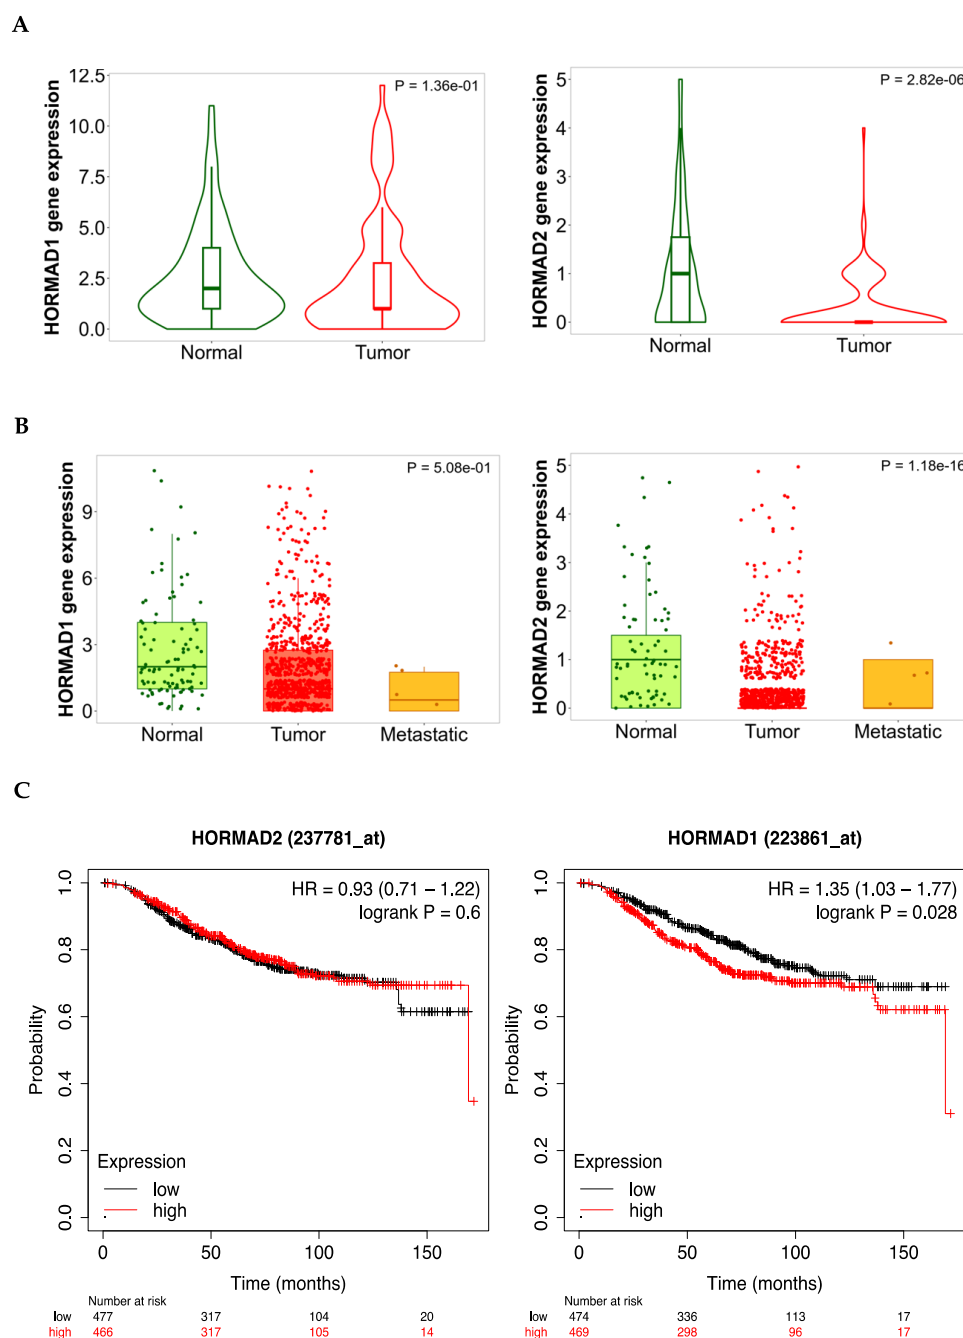 A
HORMAD1 gene expression
12.5
10.0
7.5
5.0
2.5
0.0
P = 1.36e-01
Normal
Tumor
HORMAD2 gene expression
5
4
3
2
1
0
P = 2.82e-06
Normal
Tumor
B
HORMAD1 gene expression
9
6
3
0
P = 5.08e-01
Normal
Tumor
Metastatic
HORMAD2 gene expression
5
4
3
2
1
0
P = 1.18e-16
Normal
Tumor
Metastatic
C
HORMAD2 (237781_at)
HR = 0.93 (0.71 − 1.22)
logrank P = 0.6
Probability
1.0
0.8
0.6
0.4
0.2
0.0
Expression
low
high
0 50 100 150
Time (months)
Number at risk
low 477 317 104 20
high 466 317 105 14
HORMAD1 (223861_at)
HR = 1.35 (1.03 − 1.77)
logrank P = 0.028
Probability
1.0
0.8
0.6
0.4
0.2
0.0
Expression
low
high
0 50 100 150
Time (months)
Number at risk
low 474 336 113 17
high 469 298 96 17